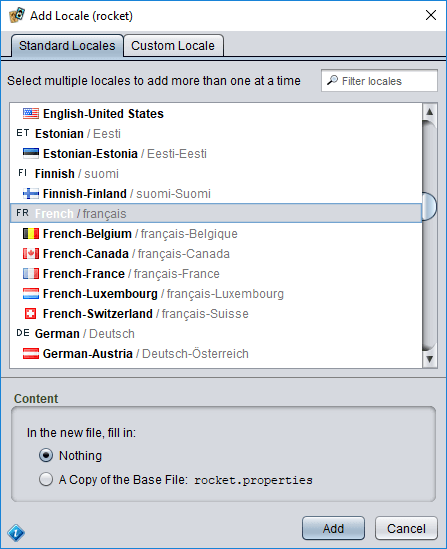 Add Locale (rocket)
Standard Locales Custom Locale
Select multiple locales to add more than one at a time Filter locales
English-United States
ET Estonian / Eesti
Estonian-Estonia / Eesti-Eesti
FI Finnish / suomi
Finnish-Finland / suomi-Suomi
FR French / français
French-Belgium / français-Belgique
French-Canada / français-Canada
French-France / français-France
French-Luxembourg / français-Luxembourg
French-Switzerland / français-Suisse
DE German / Deutsch
German-Austria / Deutsch-Österreich
Content
In the new file, fill in:
Nothing
A Copy of the Base File: rocket.properties
Add Cancel